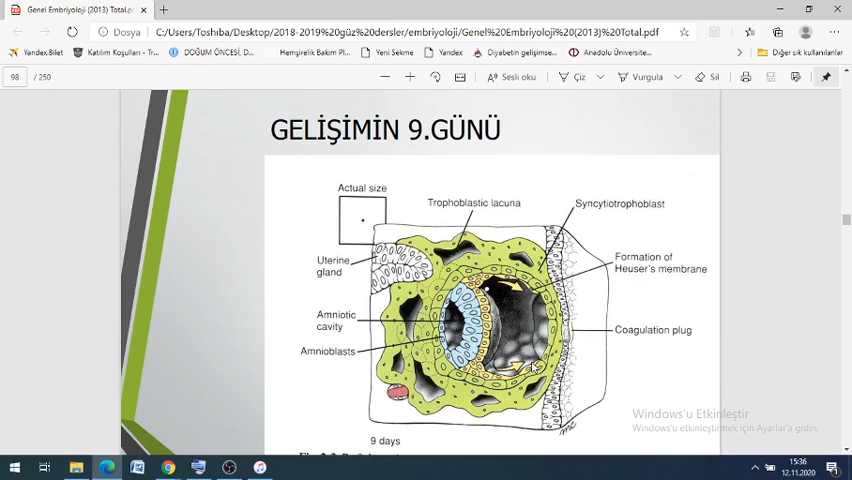 Genel Embriyoloji (2013) Total.pdf
Dosya
C:/Users/Toshıba/Desktop/2018-2019%20güz%20dersler/embriyoloji/Genel%20Embriyoloji%20(2013)%20Total.pdf
Yandex.Bilet
Katılım Koşulları - Tr...
DOĞUM ÖNCESİ, D...
Hemşirelik Bakım Pl...
Yeni Sekme
Yandex
Diyabetin gelişimse...
Anadolu Üniversite...
Diğer sık kullanılanlar
98 / 250
Sesli oku
Çiz
Vurgula
Sil
GELİŞİMİN 9.GÜNÜ
Actual size
Trophoblastic lacuna
Syncytiotrophoblast
Uterine
gland
Formation of
Heuser's membrane
Amniotic
cavity
Coagulation plug
Amnioblasts
9 days
Windows'u Etkinleştir
Windows'u etkinleştirmek için Ayarlar'a gidin.
15:36
12.11.2020